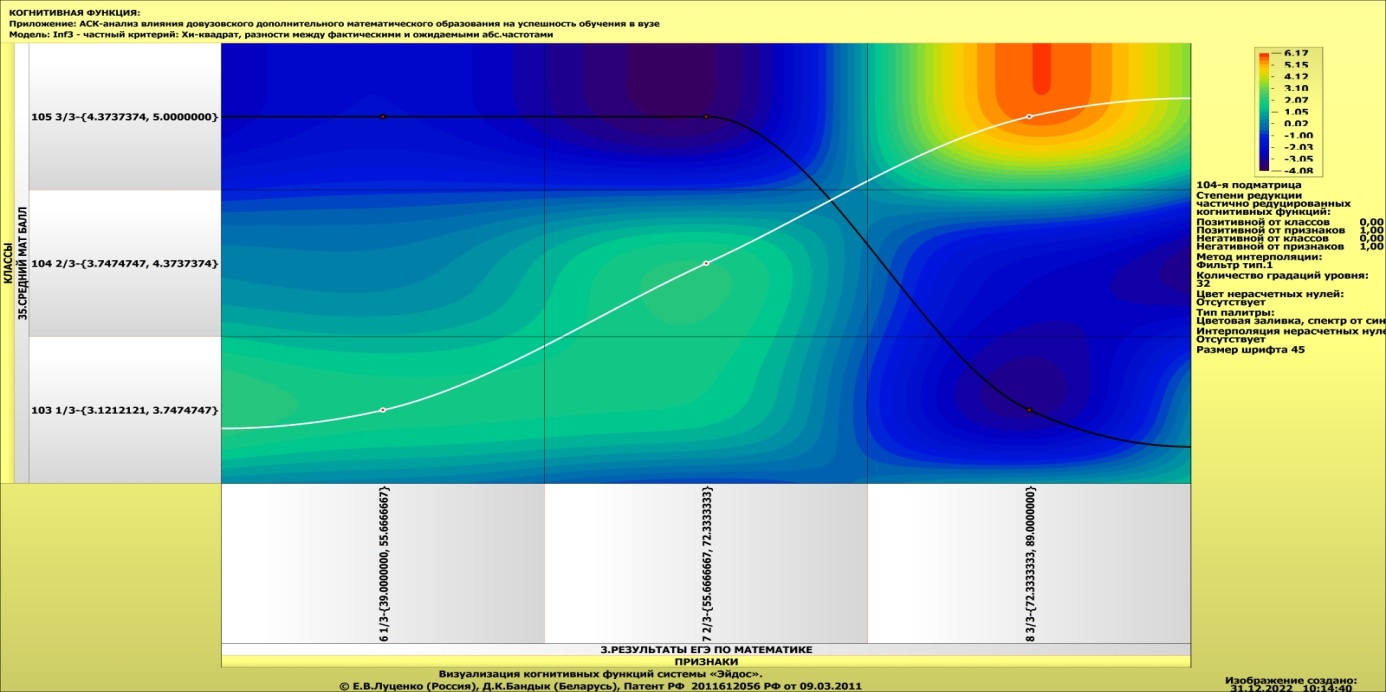 КОГНИТИВНАЯ ФУНКЦИЯ:
Приложение: АСК-анализ влияния довузовского дополнительного математического образования на успешность обучения в вузе
Модель: Inf3 - частный критерий: Хи-квадрат, разности между фактическими и ожидаемыми абс.частотами
КЛАССЫ
35.СРЕДНИЙ МАТ БАЛЛ
105 3/3-{4.3737374, 5.0000000}
104 2/3-{3.7474747, 4.3737374}
103 1/3-{3.1212121, 3.7474747}
6.17
5.15
4.12
3.10
2.07
1.05
0.02
-1.00
-2.03
-3.05
-4.08
104-я подматрица
Степени редукции
частично редуцированных
когнитивных функций:
Позитивной от классов 0,00
Позитивной от признаков 1,00
Негативной от классов 0,00
Негативной от признаков 1,00
Метод интерполяции:
Фильтр тип.1
Количество градаций уровня:
32
Цвет нерасчетных нулей:
Отсутствует
Тип палитры:
Цветовая заливка, спектр от син
Интерполяция нерасчетных нуле
Отсутствует
Размер шрифта 45
6 1/3-{39.0000000, 55.6666667}
7 2/3-{55.6666667, 72.3333333}
8 3/3-{72.3333333, 89.0000000}
3.РЕЗУЛЬТАТЫ ЕГЭ ПО МАТЕМАТИКЕ
ПРИЗНАКИ
Визуализация когнитивных функций системы «Эйдос».
© Е.В.Луценко (Россия), Д.К.Бандык (Беларусь), Патент РФ 2011612056 РФ от 09.03.2011
Изображение создано:
31.12.2022 10:14:40